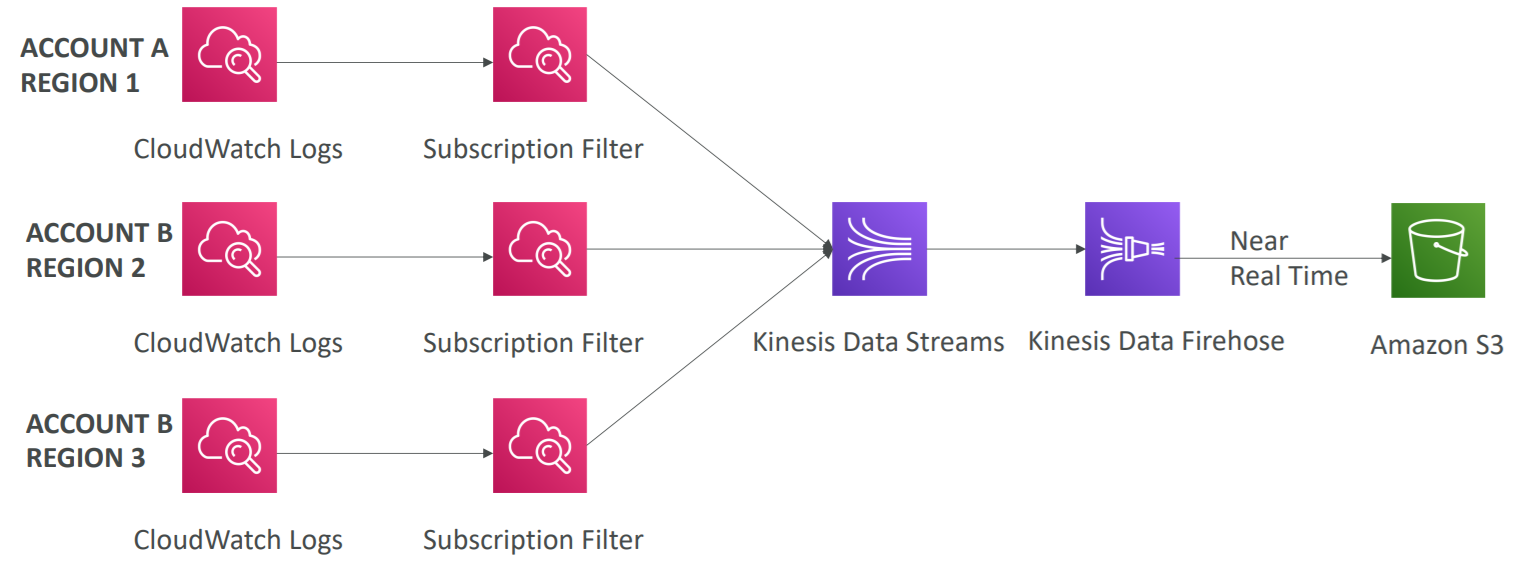 ACCOUNT A
REGION 1
CloudWatch Logs
Subscription Filter
ACCOUNT B
REGION 2
CloudWatch Logs
Subscription Filter
Kinesis Data Streams
Kinesis Data Firehose
Near
Real Time
Amazon S3
ACCOUNT B
REGION 3
CloudWatch Logs
Subscription Filter